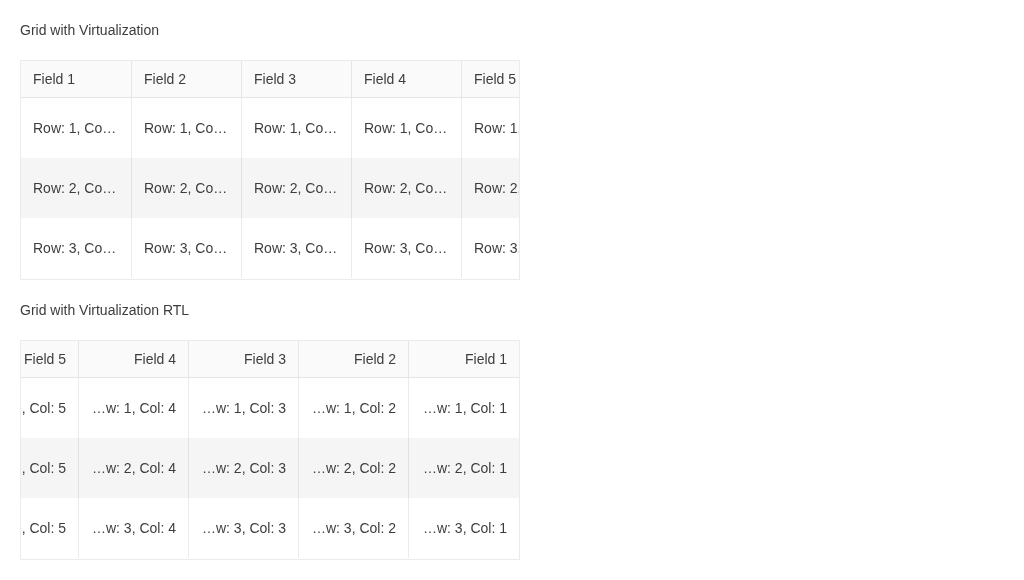 Grid with Virtualization
Field 1 Field 2 Field 3 Field 4 Field 5
Row: 1, Co… Row: 1, Co… Row: 1, Co… Row: 1, Co… Row: 1
Row: 2, Co… Row: 2, Co… Row: 2, Co… Row: 2, Co… Row: 2
Row: 3, Co… Row: 3, Co… Row: 3, Co… Row: 3, Co… Row: 3
Grid with Virtualization RTL
Field 5 Field 4 Field 3 Field 2 Field 1
, Col: 5 …w: 1, Col: 4 …w: 1, Col: 3 …w: 1, Col: 2 …w: 1, Col: 1
, Col: 5 …w: 2, Col: 4 …w: 2, Col: 3 …w: 2, Col: 2 …w: 2, Col: 1
, Col: 5 …w: 3, Col: 4 …w: 3, Col: 3 …w: 3, Col: 2 …w: 3, Col: 1